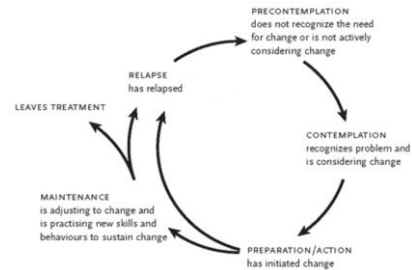 PRECONTEMPLATION
does not recognize the need
for change or is not actively
considering change
RELAPSE
has relapsed
LEAVES TREATMENT
CONTEMPLATION
recognizes problem and
is considering change
MAINTENANCE
is adjusting to change and
is practising new skills and
behaviours to sustain change
PREPARATION/ACTION
has initiated change